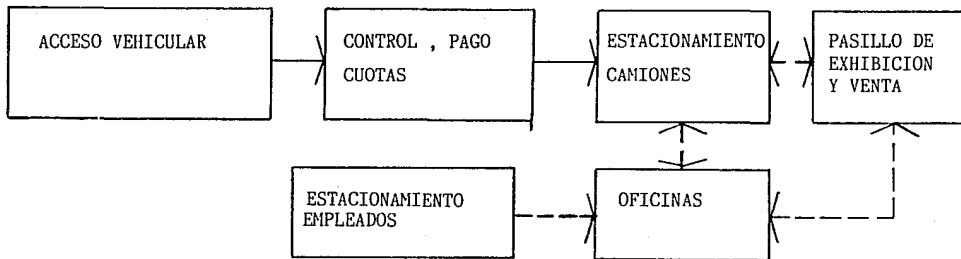 ACCESO VEHICULAR
CONTROL , PAGO
CUOTAS
ESTACIONAMIENTO
CAMIONES
PASILLO DE
EXHIBICION
Y VENTA
ESTACIONAMIENTO
EMPLEADOS
OFICINAS